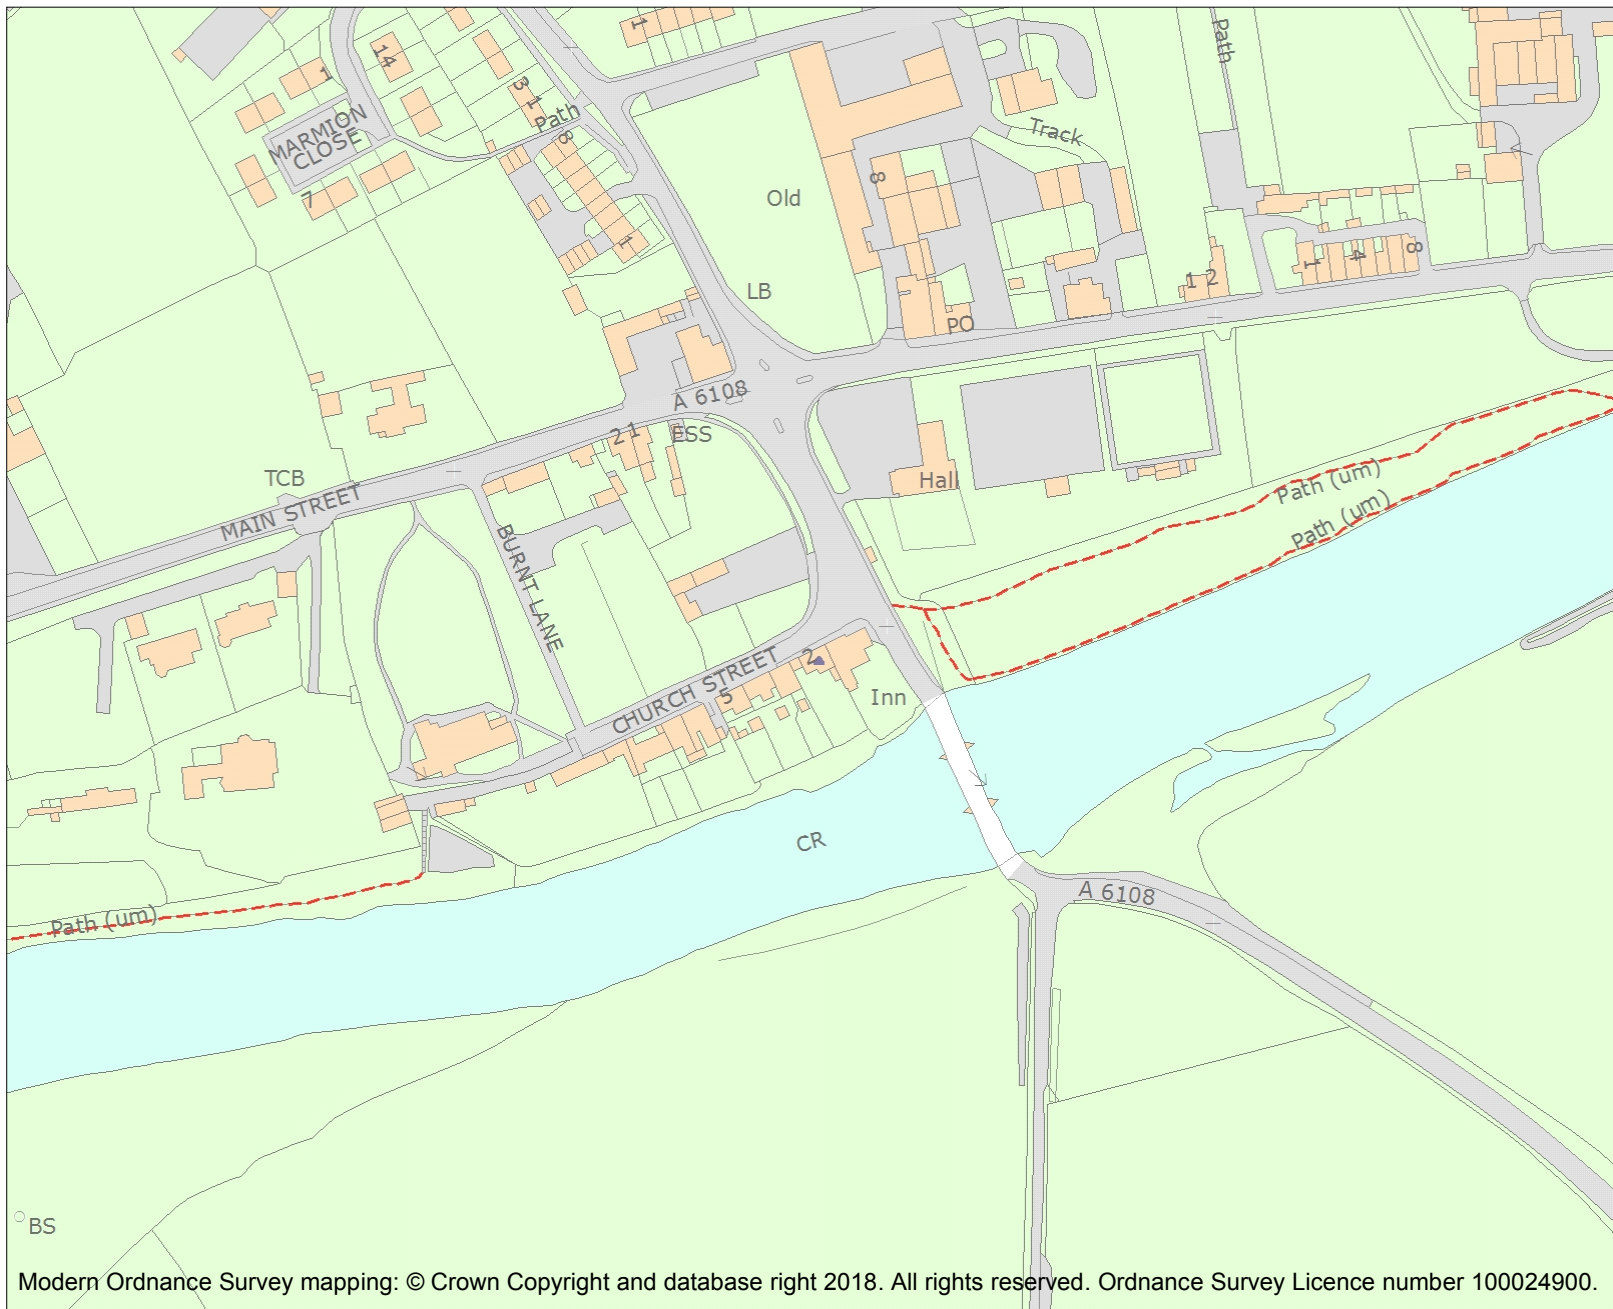 1
Path
14
1
31
Path
MARMION
CLOSE
8
Track
8
7
Old
1
1 2
1
4
8
LB
PO
A 6108
21
ESS
TCB
Hall
MAIN STREET
Path (um)
Path (um)
BURNT LANE
2
CHURCH STREET
5
Inn
CR
A 6108
Path (um)
BS
Modern Ordnance Survey mapping: © Crown Copyright and database right 2018. All rights reserved. Ordnance Survey Licence number 100024900.